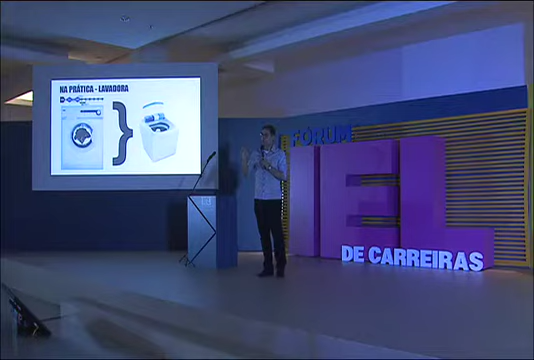 NA PRÁTICA - LAVADORA
FÓRUM
IEL
DE CARREIRAS